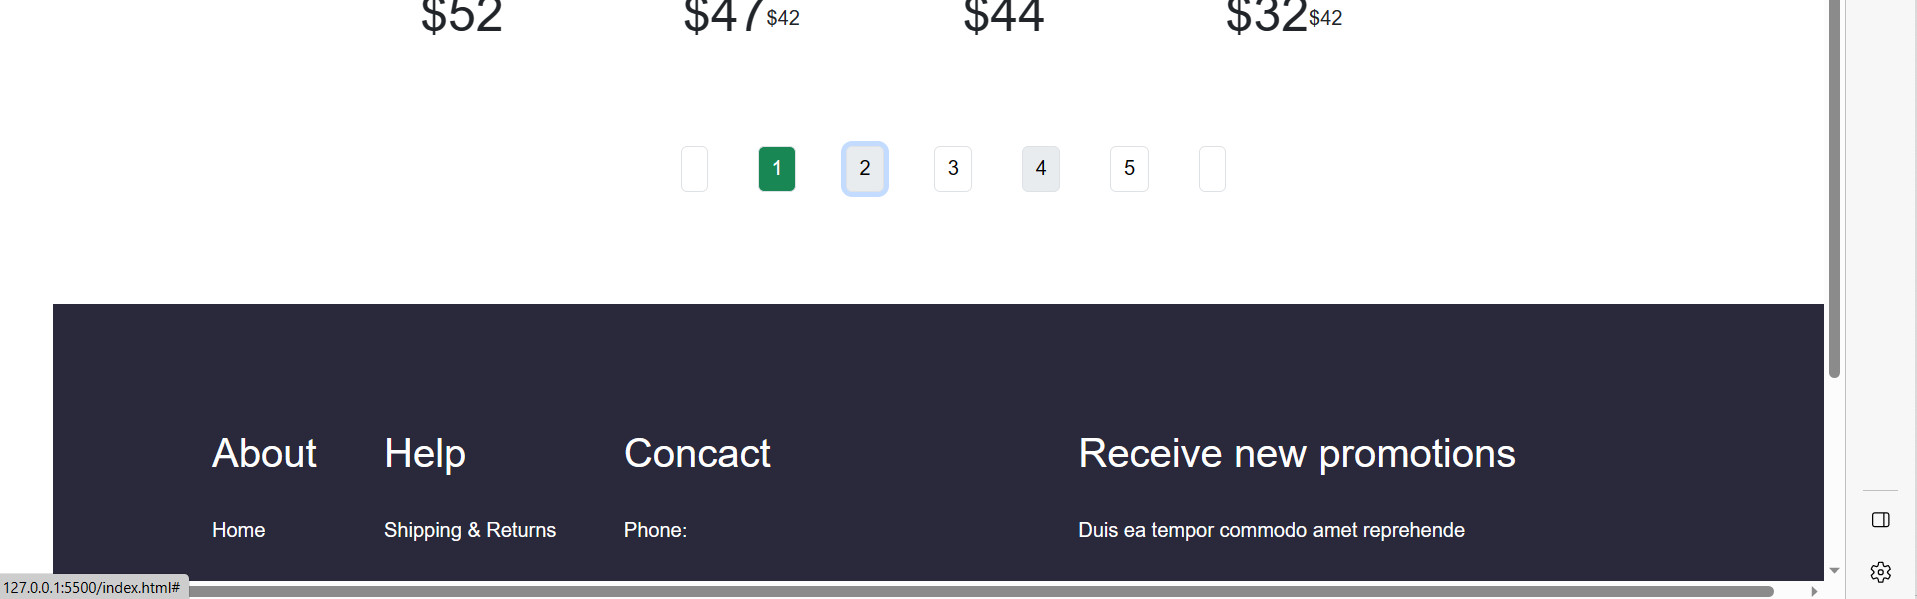 $52 $47 $42 $44 $32 $42
1 2 3 4 5
About Help Concact Receive new promotions
Home Shipping & Returns Phone: Duis ea tempor commodo amet reprehende
127.0.0.1:5500/index.html#